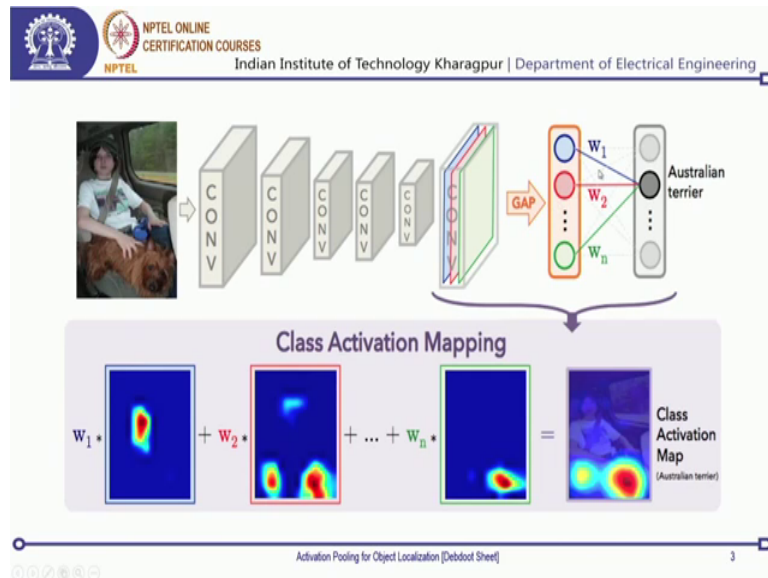 NPTEL ONLINE
CERTIFICATION COURSES
NPTEL
Indian Institute of Technology Kharagpur | Department of Electrical Engineering
CONV
CONV
CONV
CONV
CONV
CONV
GAP
w1
w2
wn
Australian
terrier
Class Activation Mapping
w1 * + w2 * + ... + wn * =
Class
Activation
Map
(Australian terrier)
Activation Pooling for Object Localization [Debdoot Sheet]
3